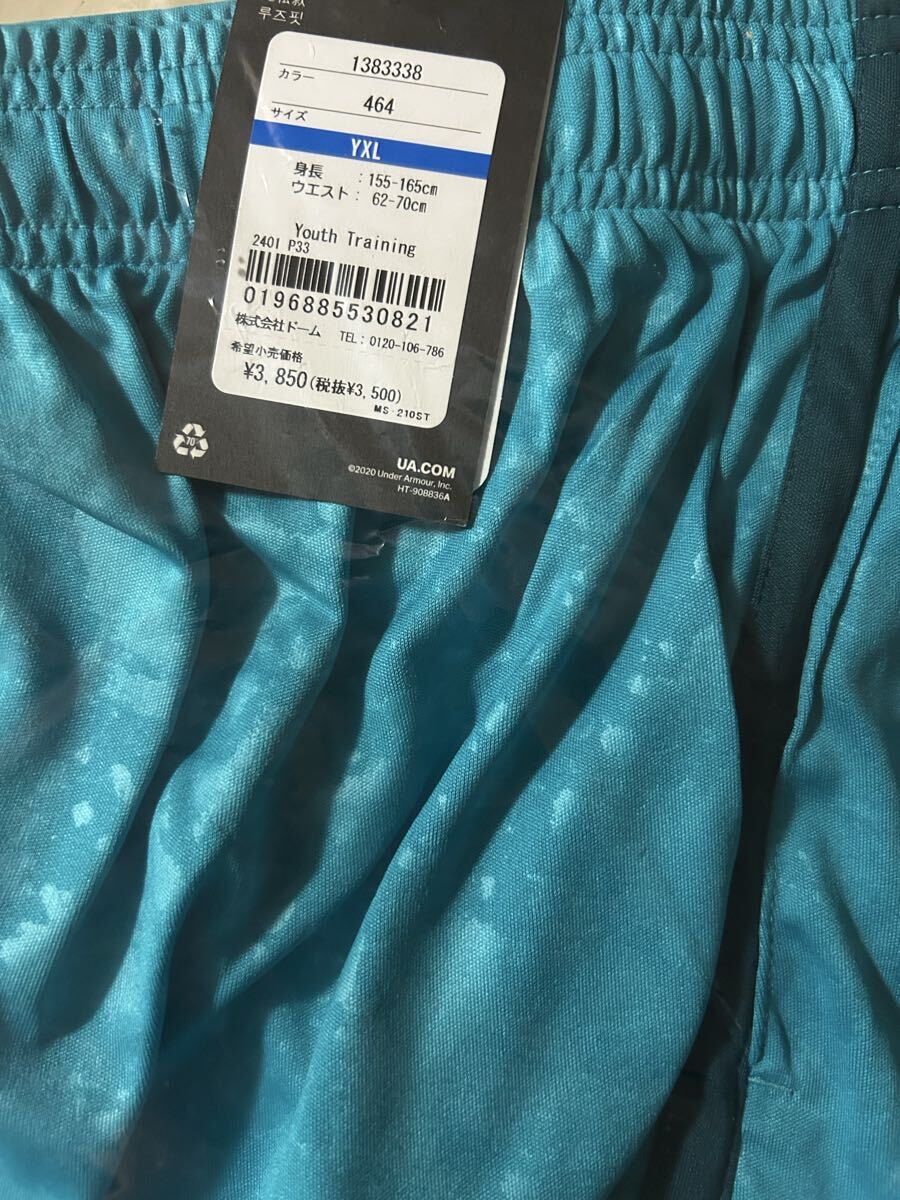 루즈핏
1383338
カラー
464
サイズ
YXL
身長 : 155-165cm
ウエスト : 62-70cm
Youth Training
2401 P33
0196885530821
株式会社ドーム TEL: 0120-106-786
希望小売価格
¥3,850(税抜¥3,500)
MS-210ST
70
UA.COM
©2020 Under Armour, Inc.
HT-908836A